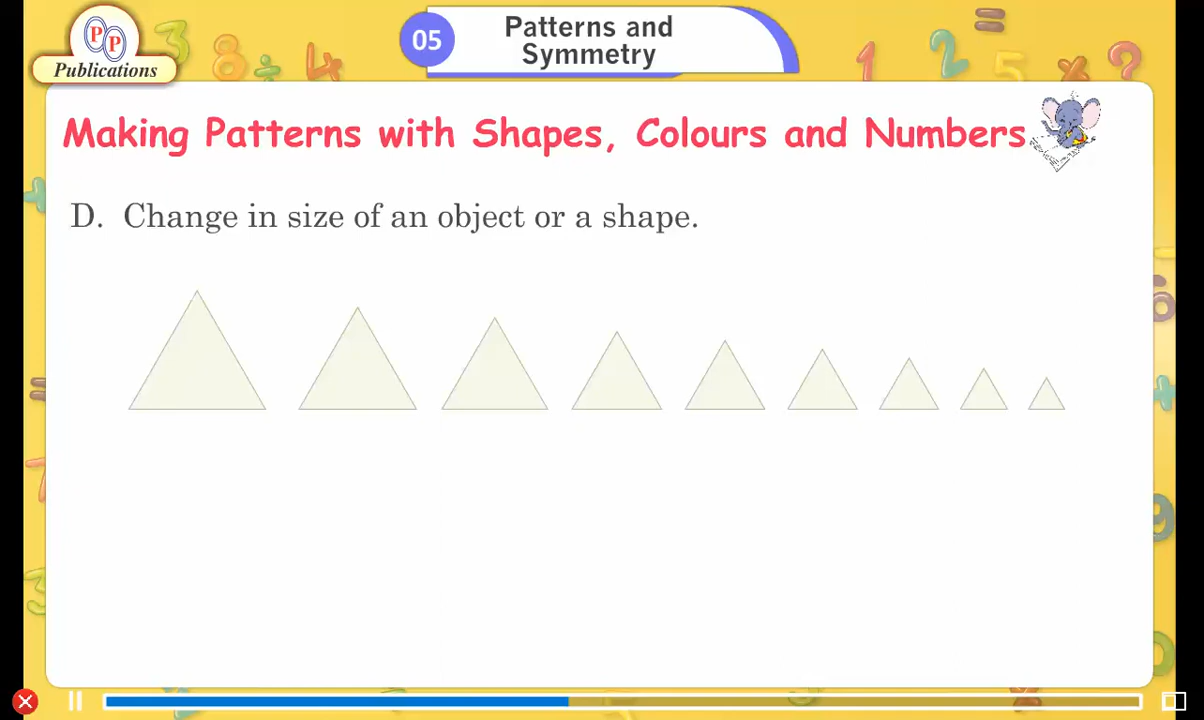 P P
Publications
05
Patterns and
Symmetry
Making Patterns with Shapes, Colours and Numbers
D. Change in size of an object or a shape.